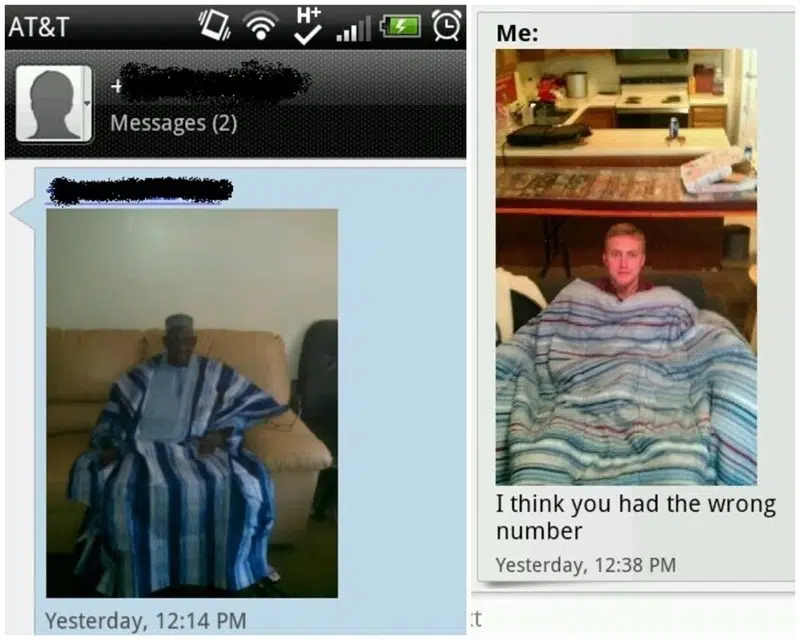 AT&T
H+
+
Messages (2)
Yesterday, 12:14 PM
Me:
I think you had the wrong
number
Yesterday, 12:38 PM